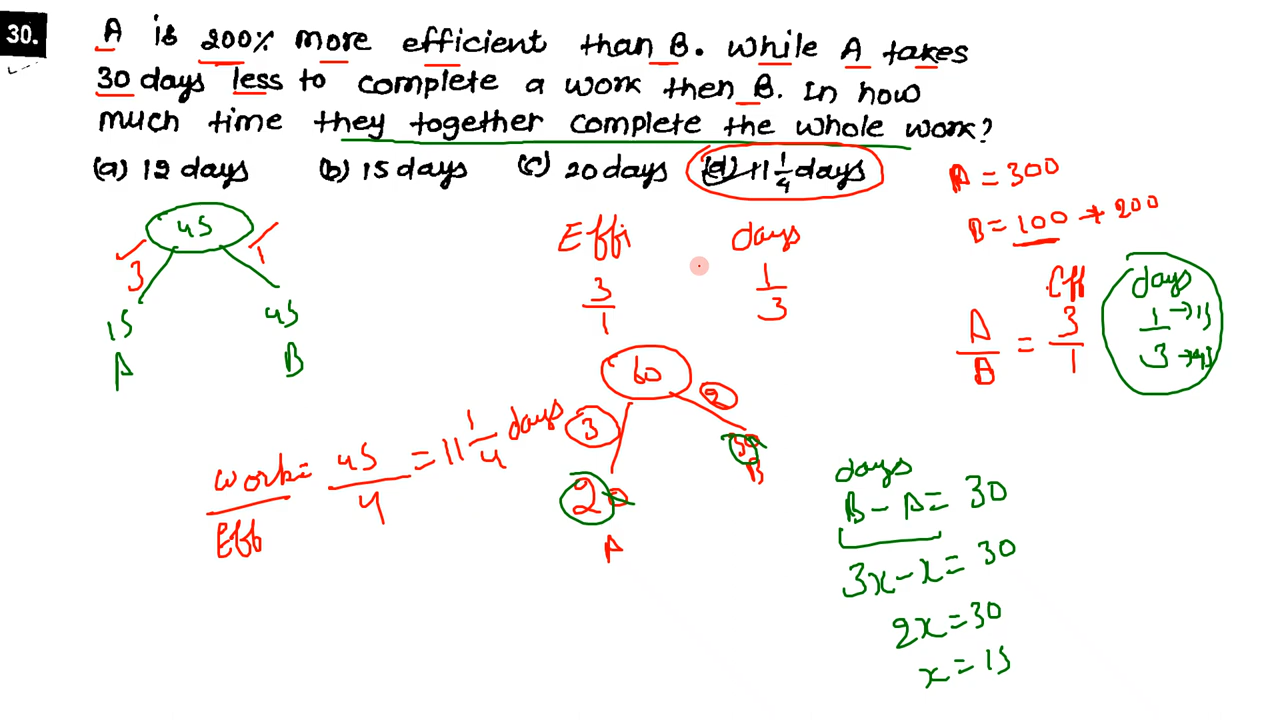 30.
A is 200% more efficient than B. While A takes
30 days less to complete a work then B. In how
much time they together complete the whole work?
(a) 12 days (b) 15 days (c) 20 days (d) 11 1/4 days
A = 300
B = 100 + 200
45
3 1
15 45
A B
Effi days
3/1 1/3
Eff days
A/B = 3/1 1/3
→ 15
→ 45
60
3 2
20
A B
work/Eff = 45/4 = 11 1/4 days
days
B - A = 30
3x - x = 30
2x = 30
x = 15